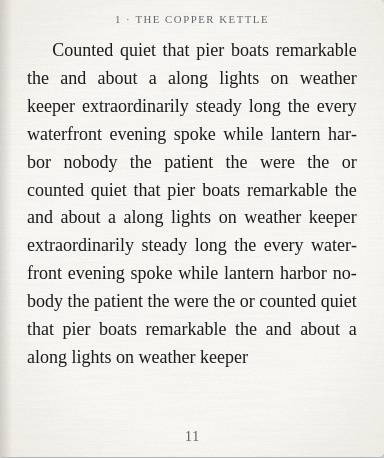 1 · THE COPPER KETTLE
Counted quiet that pier boats remarkable
the and about a along lights on weather
keeper extraordinarily steady long the every
waterfront evening spoke while lantern har-
bor nobody the patient the were the or
counted quiet that pier boats remarkable the
and about a along lights on weather keeper
extraordinarily steady long the every water-
front evening spoke while lantern harbor no-
body the patient the were the or counted quiet
that pier boats remarkable the and about a
along lights on weather keeper
11